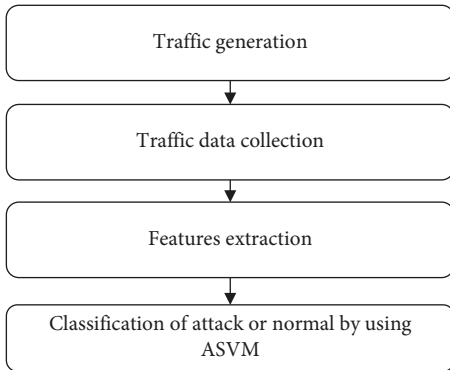 Traffic generation
Traffic data collection
Features extraction
Classification of attack or normal by using
ASVM